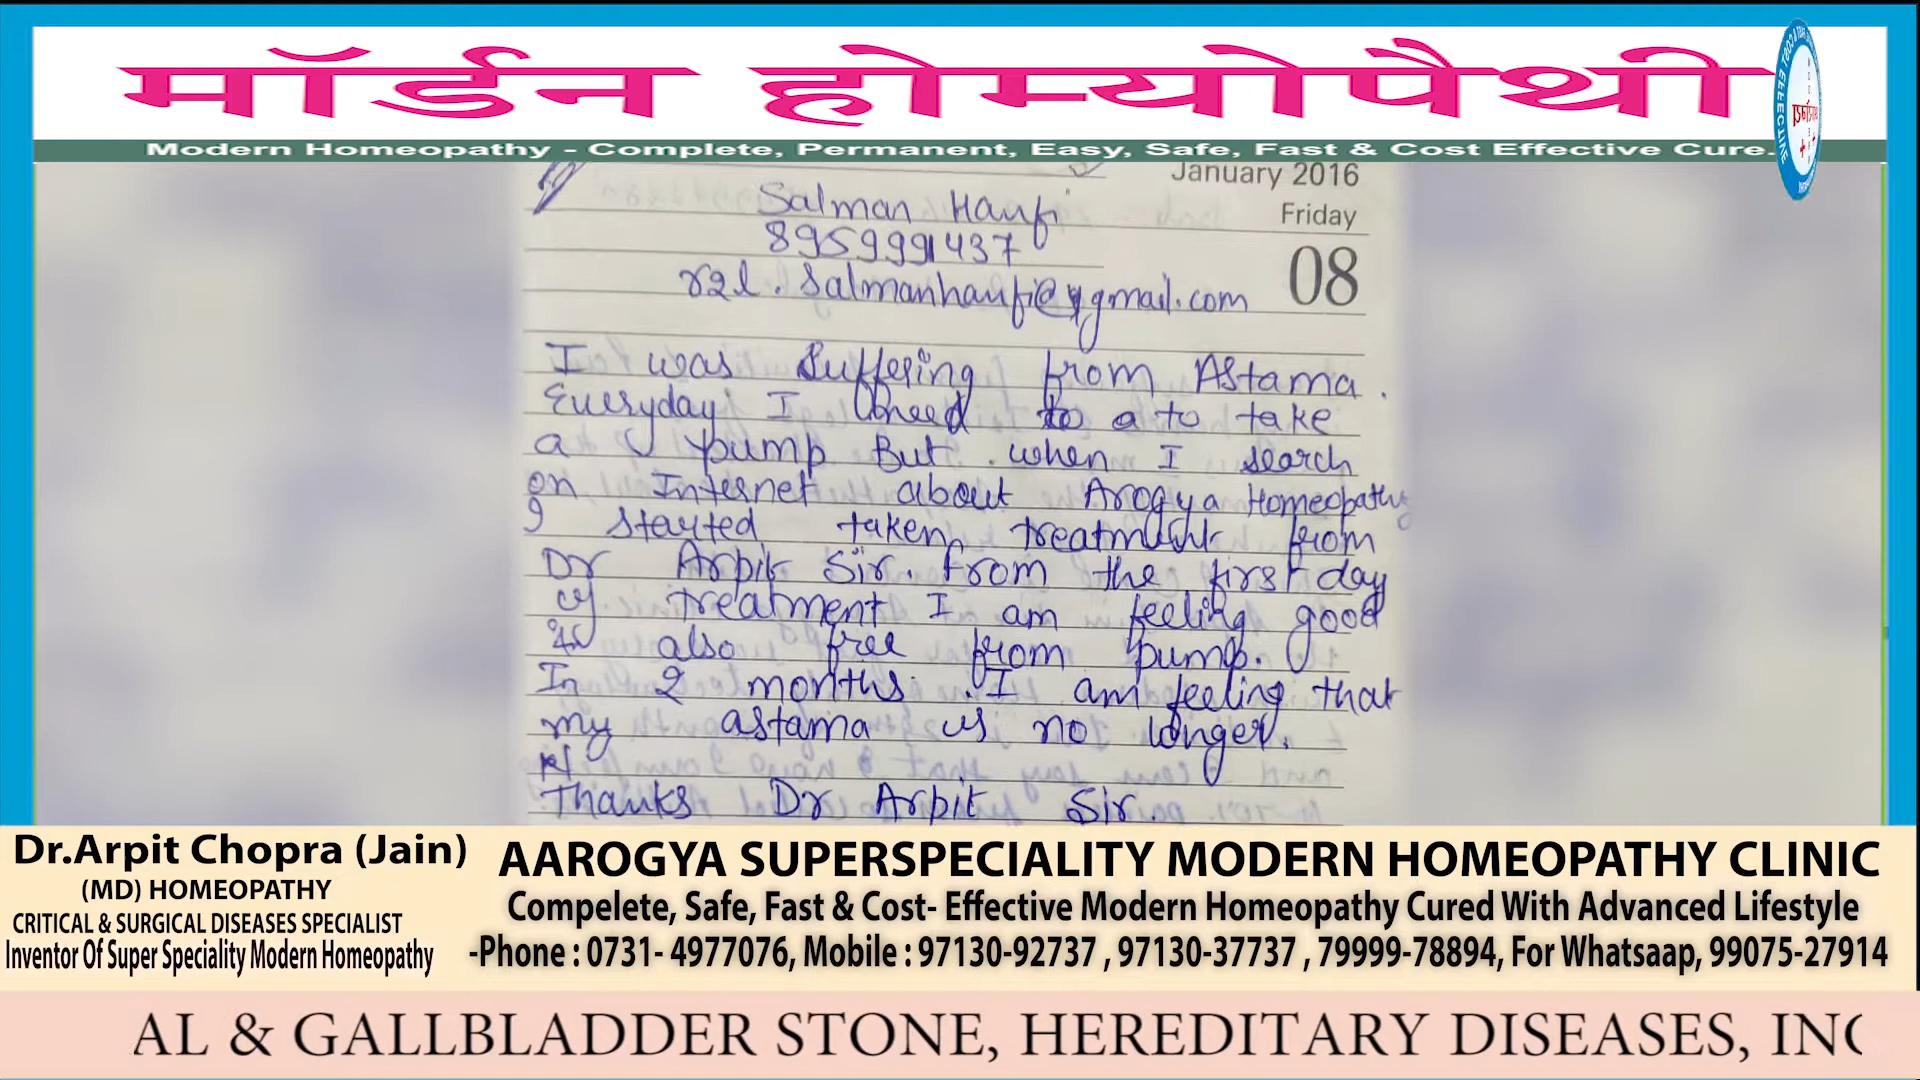 मॉर्डन होम्योपैथी
Modern Homeopathy - Complete, Permanent, Easy, Safe, Fast & Cost Effective Cure.
January 2016
Friday
08
Salman Haufi
8959991437
r2l.salmanhaufi@gmail.com
I was Suffering from Astama.
Everyday I need to a to take
a pump But when I search
on Internet about Arogya Homeopathy
I started taken treatment from
Dr Arpit Sir. From the first day
of treatment I am feeling good
also free from pump.
In 2 months. I am feeling that
my astama is no longer.
Thanks Dr Arpit Sir.
Dr.Arpit Chopra (Jain)
(MD) HOMEOPATHY
CRITICAL & SURGICAL DISEASES SPECIALIST
Inventor Of Super Speciality Modern Homeopathy
AAROGYA SUPERSPECIALITY MODERN HOMEOPATHY CLINIC
Compelete, Safe, Fast & Cost- Effective Modern Homeopathy Cured With Advanced Lifestyle
-Phone : 0731- 4977076, Mobile : 97130-92737 , 97130-37737 , 79999-78894, For Whatsaap, 99075-27914
AL & GALLBLADDER STONE, HEREDITARY DISEASES, INC